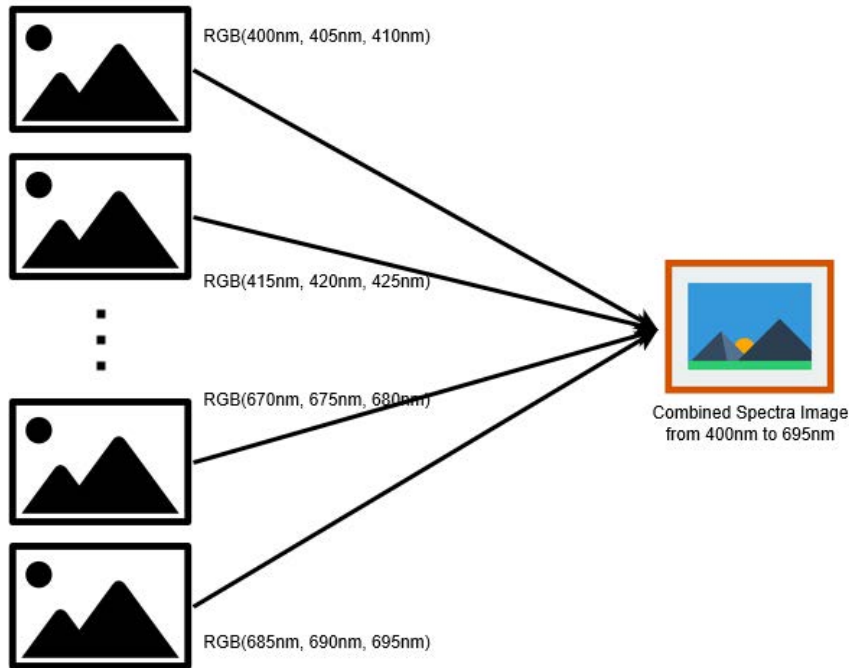 RGB(400nm, 405nm, 410nm)
RGB(415nm, 420nm, 425nm)
RGB(670nm, 675nm, 680nm)
RGB(685nm, 690nm, 695nm)
Combined Spectra Image
from 400nm to 695nm